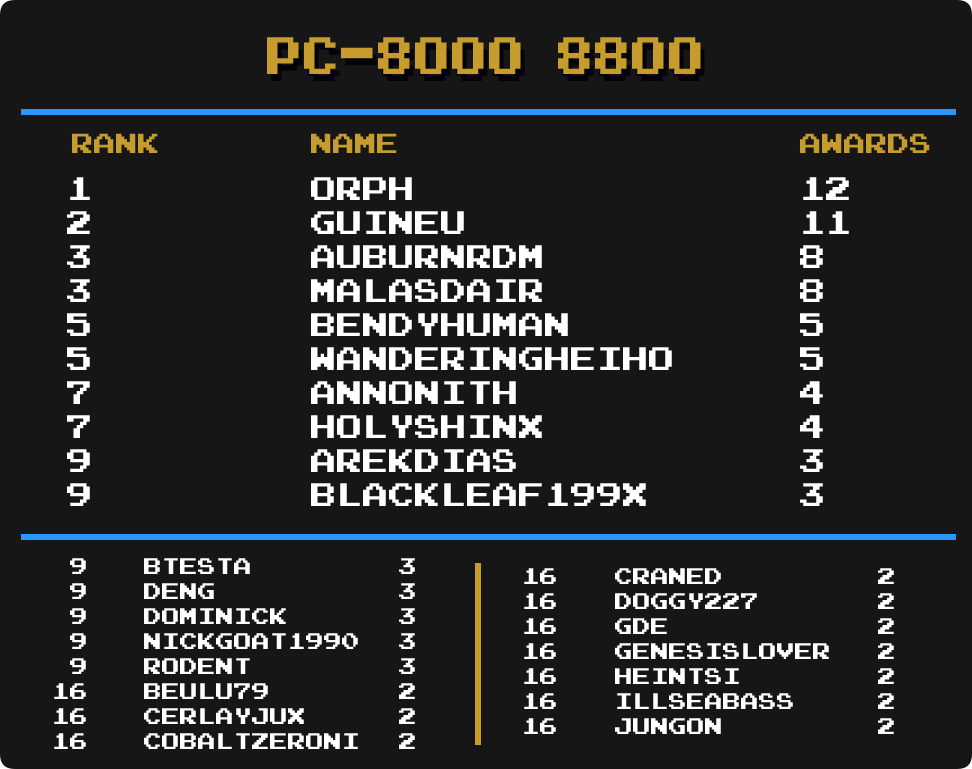 PC-8000 8800
RANK NAME AWARDS
1 ORPH 12
2 GUINEU 11
3 AUBURNRDM 8
3 MALASDAIR 8
5 BENDYHUMAN 5
5 WANDERINGHEIHO 5
7 ANNONITH 4
7 HOLYSHINX 4
9 AREKDIAS 3
9 BLACKLEAF199X 3
9 BTESTA 3
9 DENG 3
9 DOMINICK 3
9 NICKGOAT1990 3
9 RODENT 3
16 BEULU79 2
16 CERLAYJUX 2
16 COBALTZERONI 2
16 CRANED 2
16 DOGGY227 2
16 GDE 2
16 GENESISLOVER 2
16 HEINTSI 2
16 ILLSEABASS 2
16 JUNGON 2